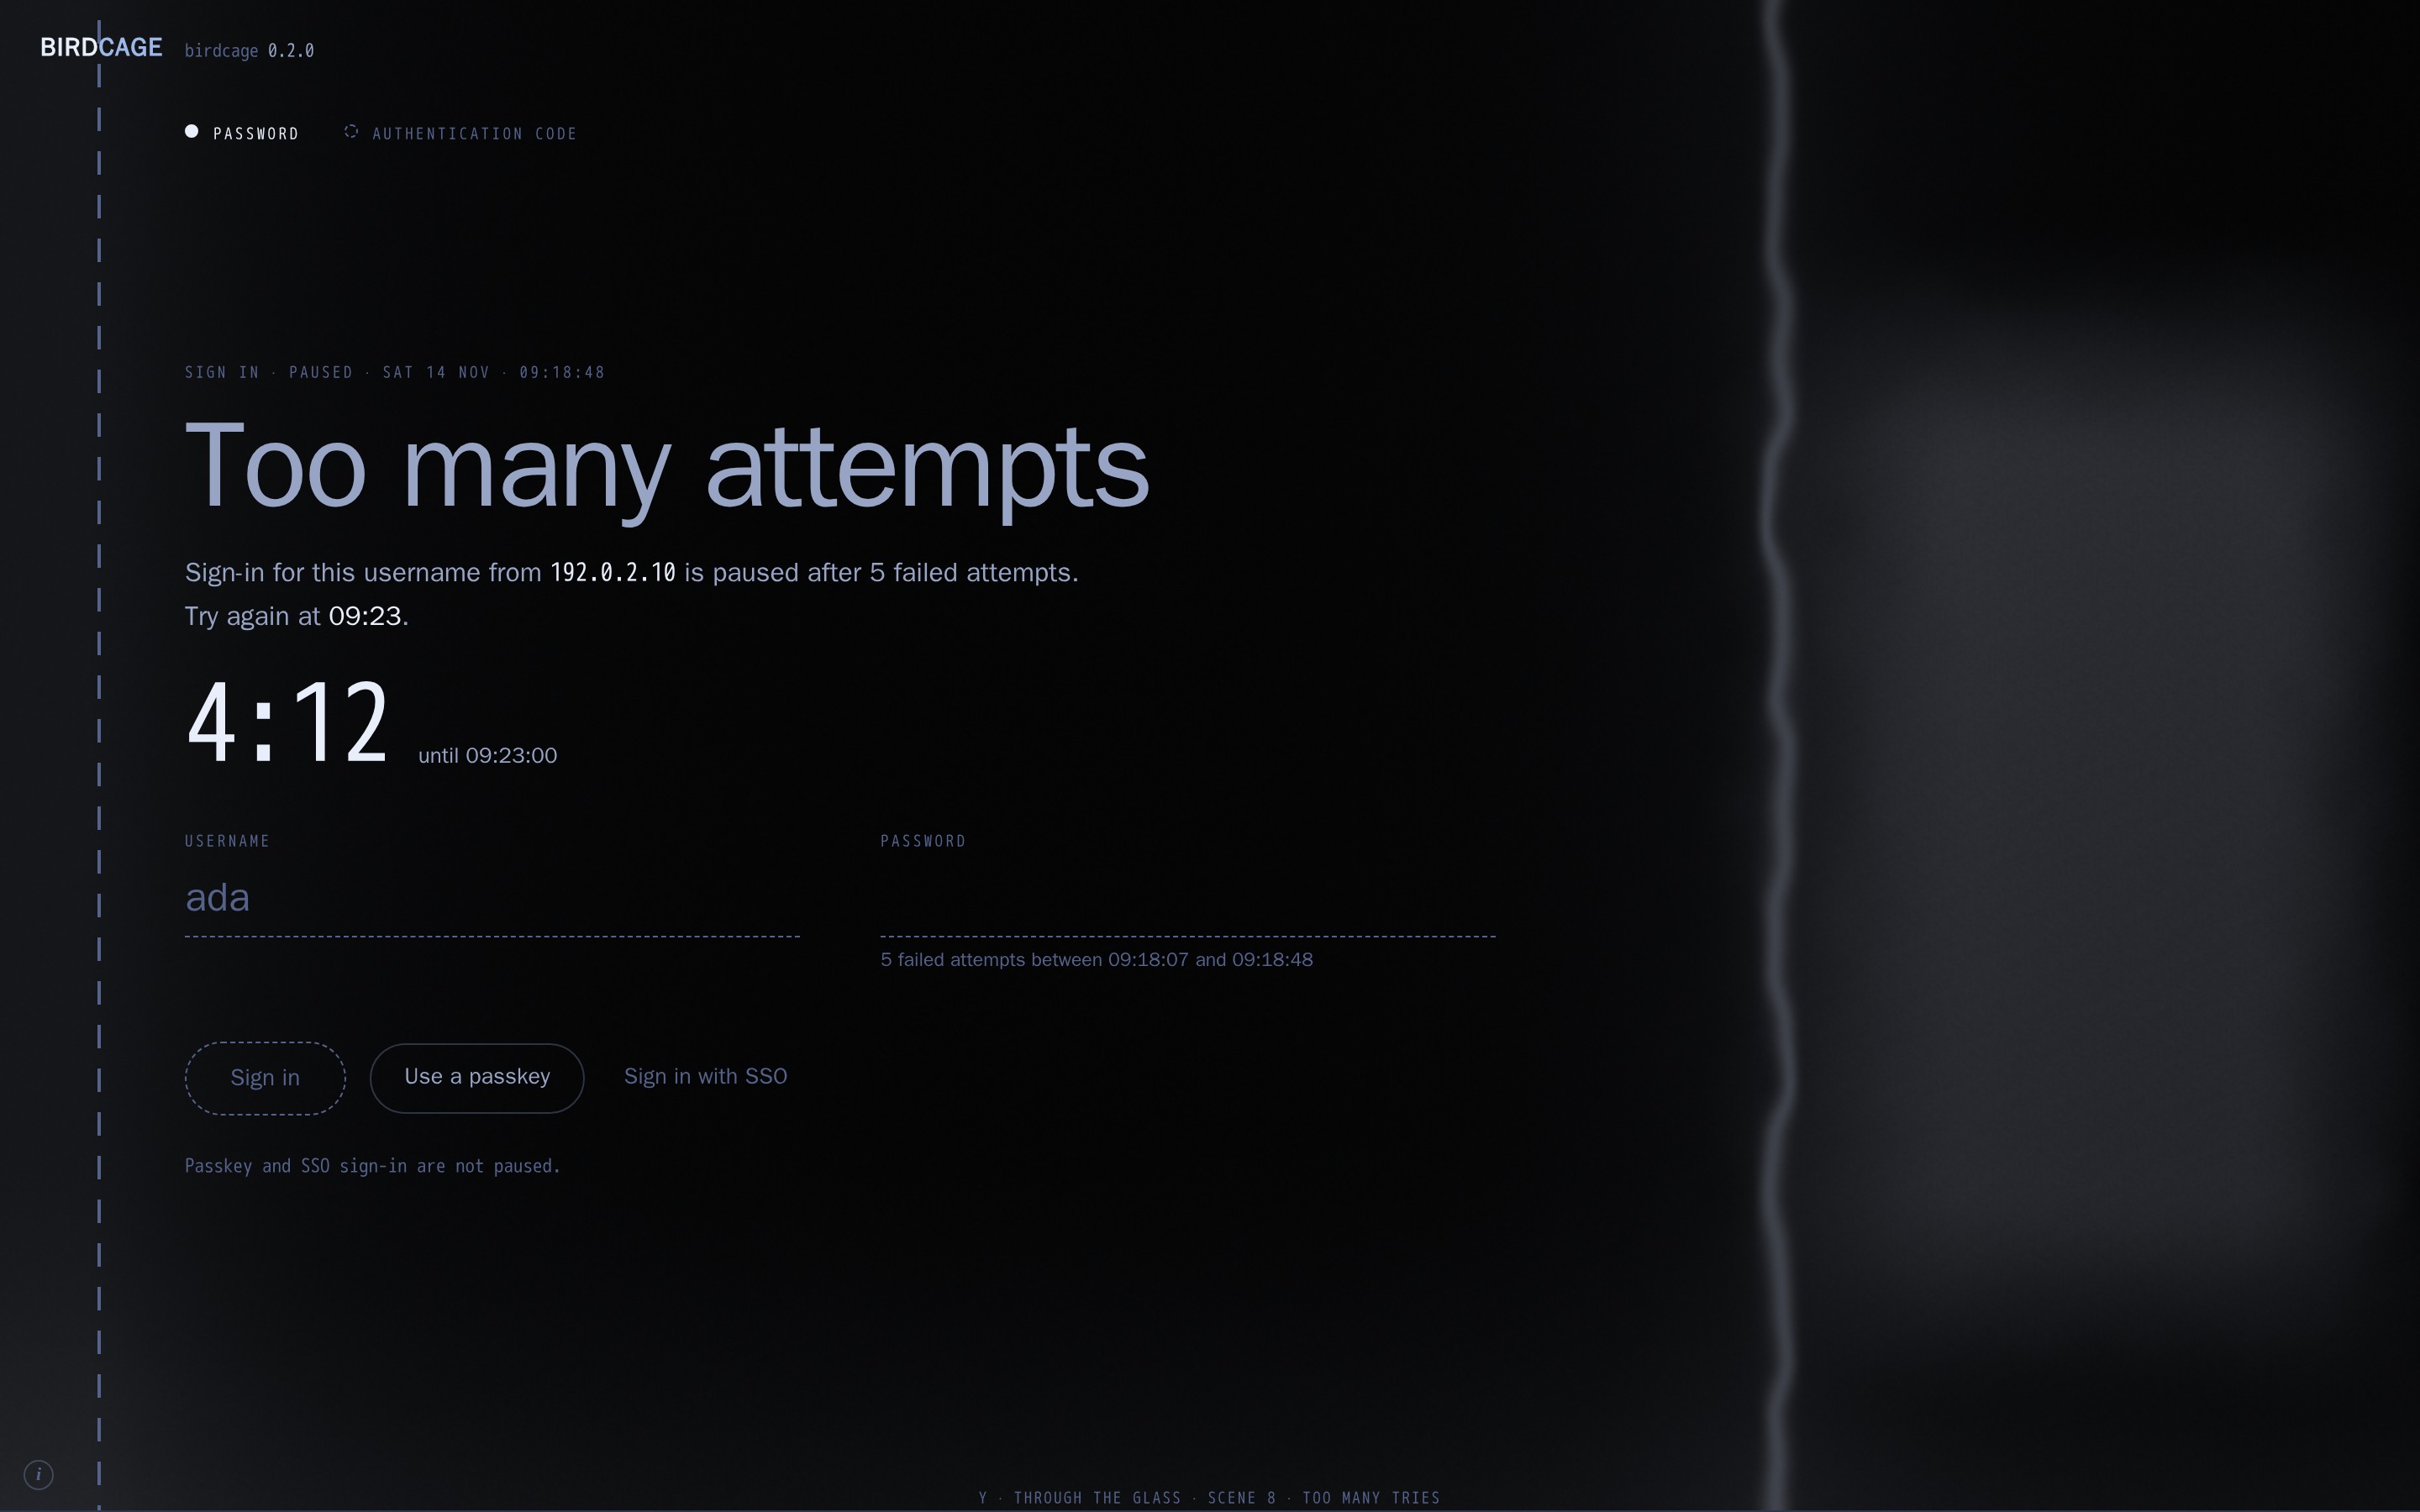 BIRDCAGE birdcage 0.2.0
PASSWORD AUTHENTICATION CODE
SIGN IN · PAUSED · SAT 14 NOV · 09:18:48
Too many attempts
Sign-in for this username from 192.0.2.10 is paused after 5 failed attempts.
Try again at 09:23.
4:12 until 09:23:00
USERNAME PASSWORD
ada
5 failed attempts between 09:18:07 and 09:18:48
Sign in Use a passkey Sign in with SSO
Passkey and SSO sign-in are not paused.
i
Y · THROUGH THE GLASS · SCENE 8 · TOO MANY TRIES